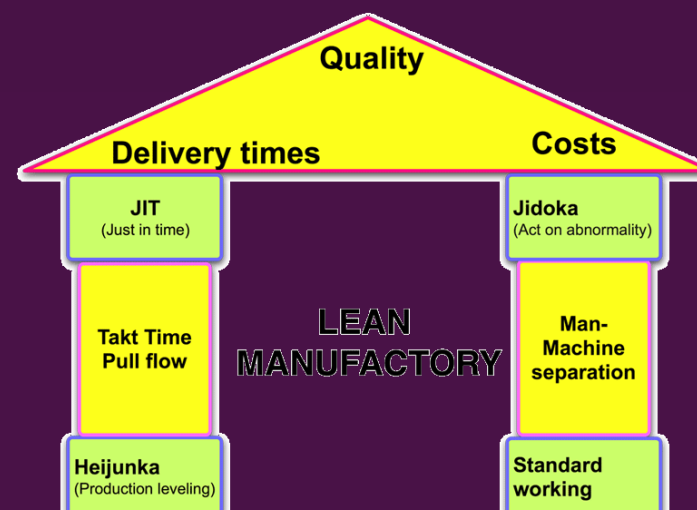 Quality
Delivery times
Costs
JIT
(Just in time)
Jidoka
(Act on abnormality)
LEAN
MANUFACTORY
Takt Time
Pull flow
Man-
Machine
separation
Heijunka
(Production leveling)
Standard
working